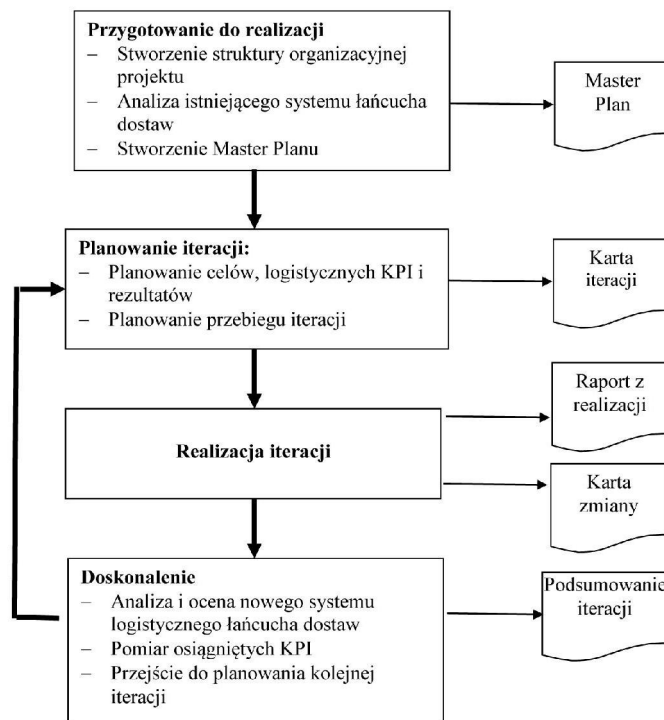 Przygotowanie do realizacji
– Stworzenie struktury organizacyjnej
projektu
– Analiza istniejącego systemu łańcucha
dostaw
– Stworzenie Master Planu
Master
Plan
Planowanie iteracji:
– Planowanie celów, logistycznych KPI i
rezultatów
– Planowanie przebiegu iteracji
Karta
iteracji
Realizacja iteracji
Raport z
realizacji
Karta
zmiany
Doskonalenie
– Analiza i ocena nowego systemu
logistycznego łańcucha dostaw
– Pomiar osiągniętych KPI
– Przejście do planowania kolejnej
iteracji
Podsumowanie
iteracji